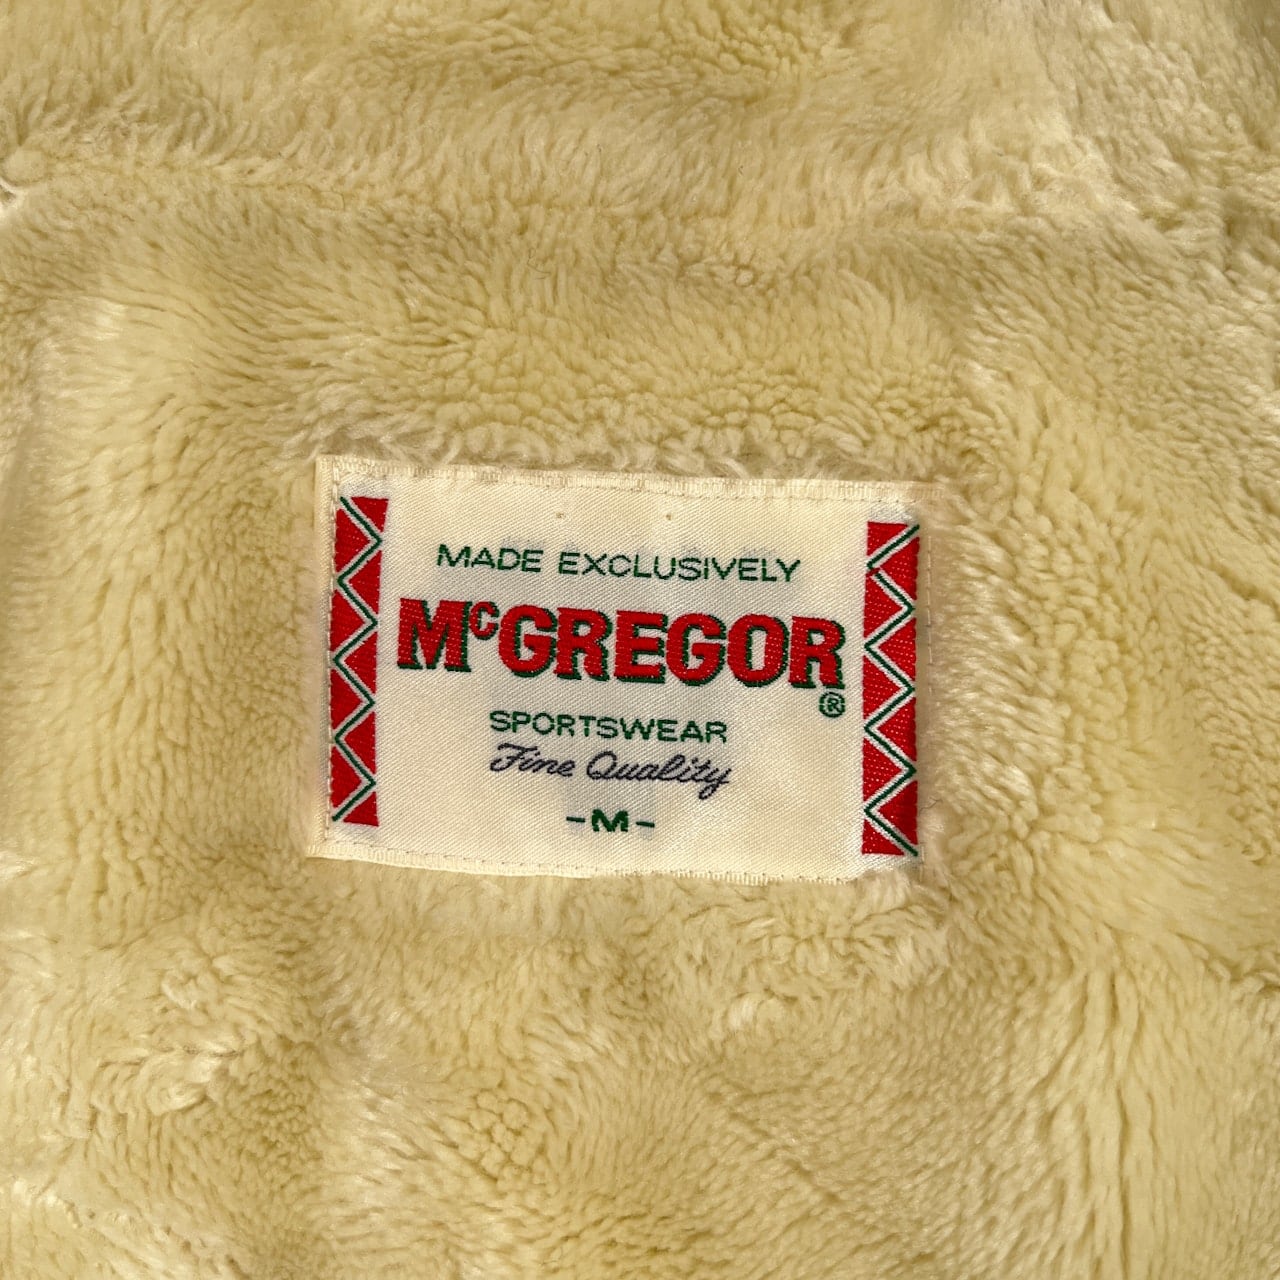 MADE EXCLUSIVELY
McGREGOR®
SPORTSWEAR
Fine Quality
-M-